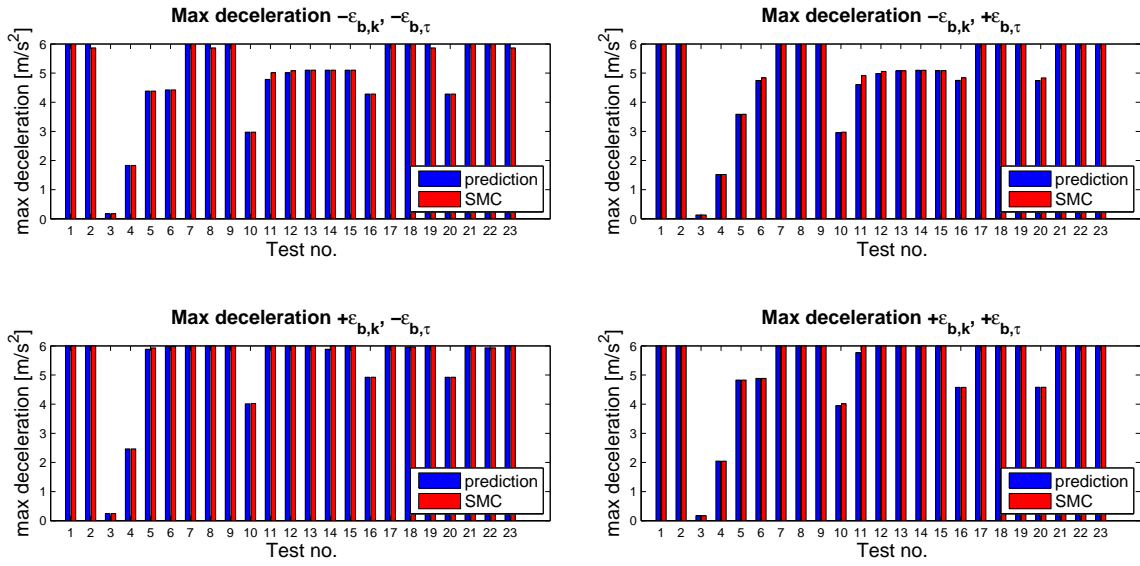 Max deceleration −ε_b,k, −ε_b,τ
max deceleration [m/s²]
6
5
4
3
2
1
0
prediction
SMC
1 2 3 4 5 6 7 8 9 10 11 12 13 14 15 16 17 18 19 20 21 22 23
Test no.
Max deceleration −ε_b,k, +ε_b,τ
max deceleration [m/s²]
6
5
4
3
2
1
0
prediction
SMC
1 2 3 4 5 6 7 8 9 10 11 12 13 14 15 16 17 18 19 20 21 22 23
Test no.
Max deceleration +ε_b,k, −ε_b,τ
max deceleration [m/s²]
6
5
4
3
2
1
0
prediction
SMC
1 2 3 4 5 6 7 8 9 10 11 12 13 14 15 16 17 18 19 20 21 22 23
Test no.
Max deceleration +ε_b,k, +ε_b,τ
max deceleration [m/s²]
6
5
4
3
2
1
0
prediction
SMC
1 2 3 4 5 6 7 8 9 10 11 12 13 14 15 16 17 18 19 20 21 22 23
Test no.